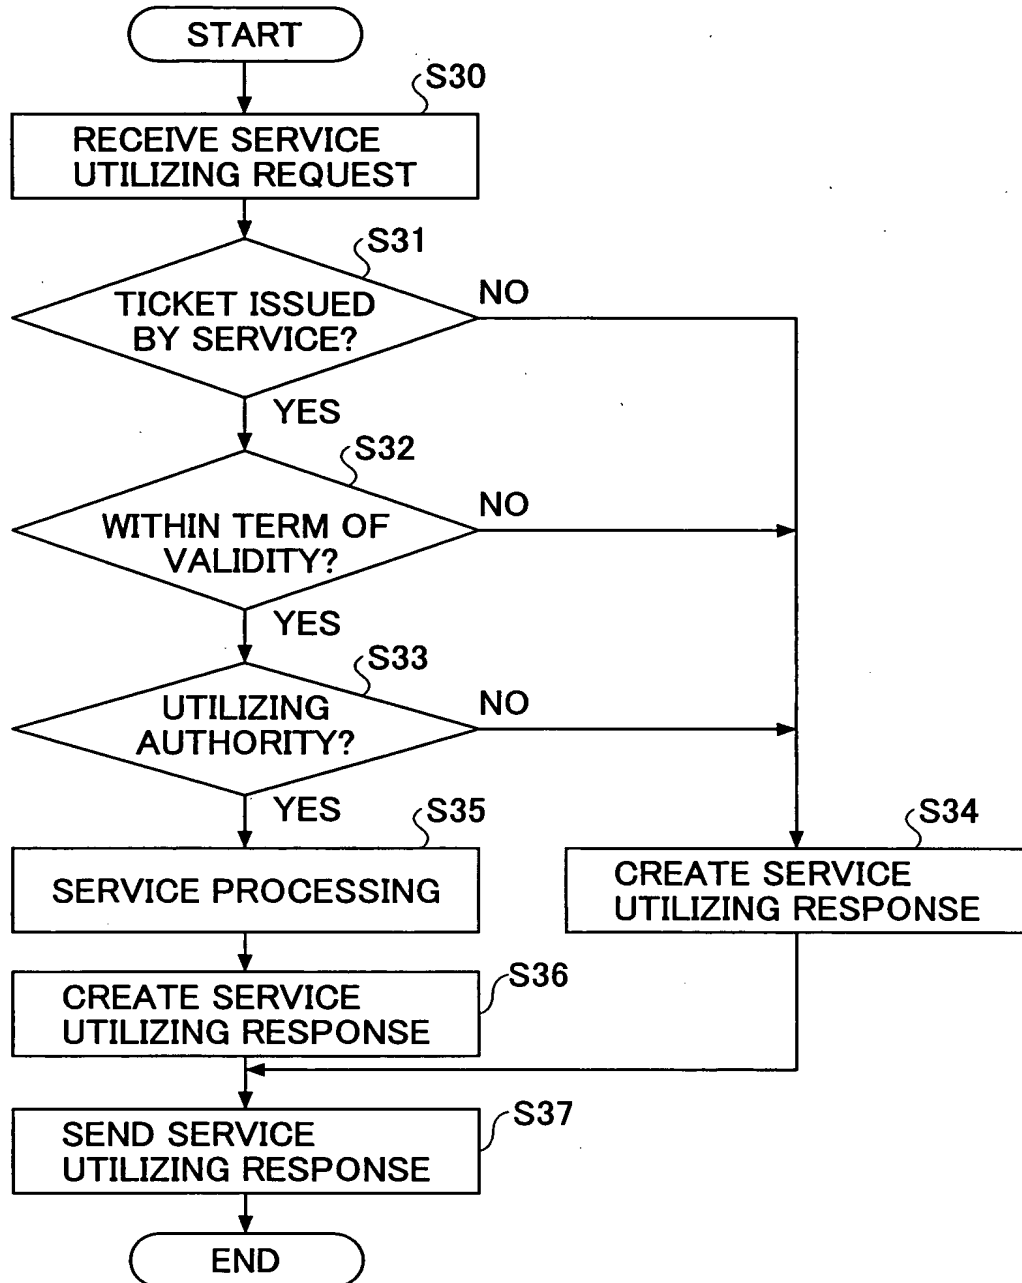 START
S30
RECEIVE SERVICE
UTILIZING REQUEST
S31
TICKET ISSUED
BY SERVICE?
NO
YES
S32
WITHIN TERM OF
VALIDITY?
NO
YES
S33
UTILIZING
AUTHORITY?
NO
YES
S35
SERVICE PROCESSING
S34
CREATE SERVICE
UTILIZING RESPONSE
S36
CREATE SERVICE
UTILIZING RESPONSE
S37
SEND SERVICE
UTILIZING RESPONSE
END